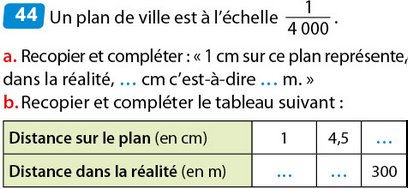 44 Un plan de ville est à l'échelle 1/4 000.
a. Recopier et compléter : « 1 cm sur ce plan représente,
dans la réalité, ... cm c'est-à-dire ... m. »
b. Recopier et compléter le tableau suivant :
Distance sur le plan (en cm) 1 4,5 ...
Distance dans la réalité (en m) ... ... 300